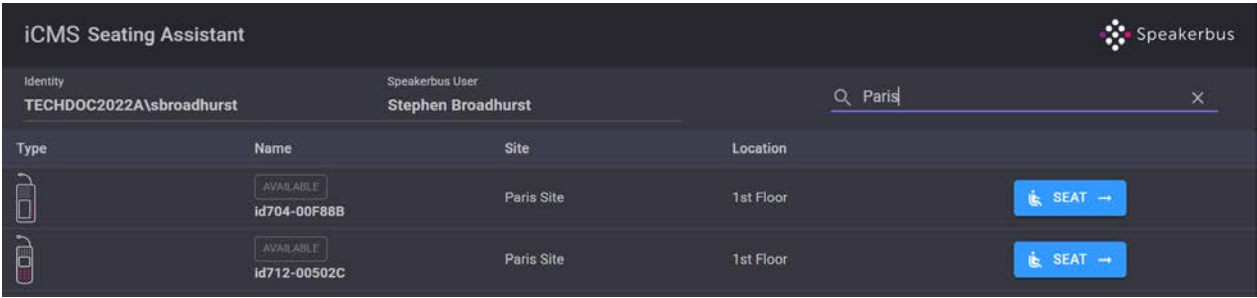 iCMS Seating Assistant
Speakerbus
Identity
Speakerbus User
TECHDOC2022A\sbroadhurst
Stephen Broadhurst
Paris
Type Name Site Location
AVAILABLE
id704-00F88B
Paris Site
1st Floor
SEAT →
AVAILABLE
id712-00502C
Paris Site
1st Floor
SEAT →